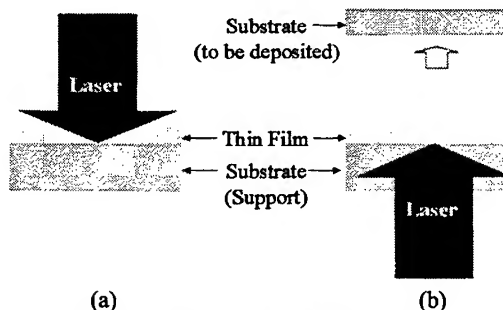 Substrate
(to be deposited)
Laser
Thin Film
Substrate
(Support)
Laser
(a)
(b)